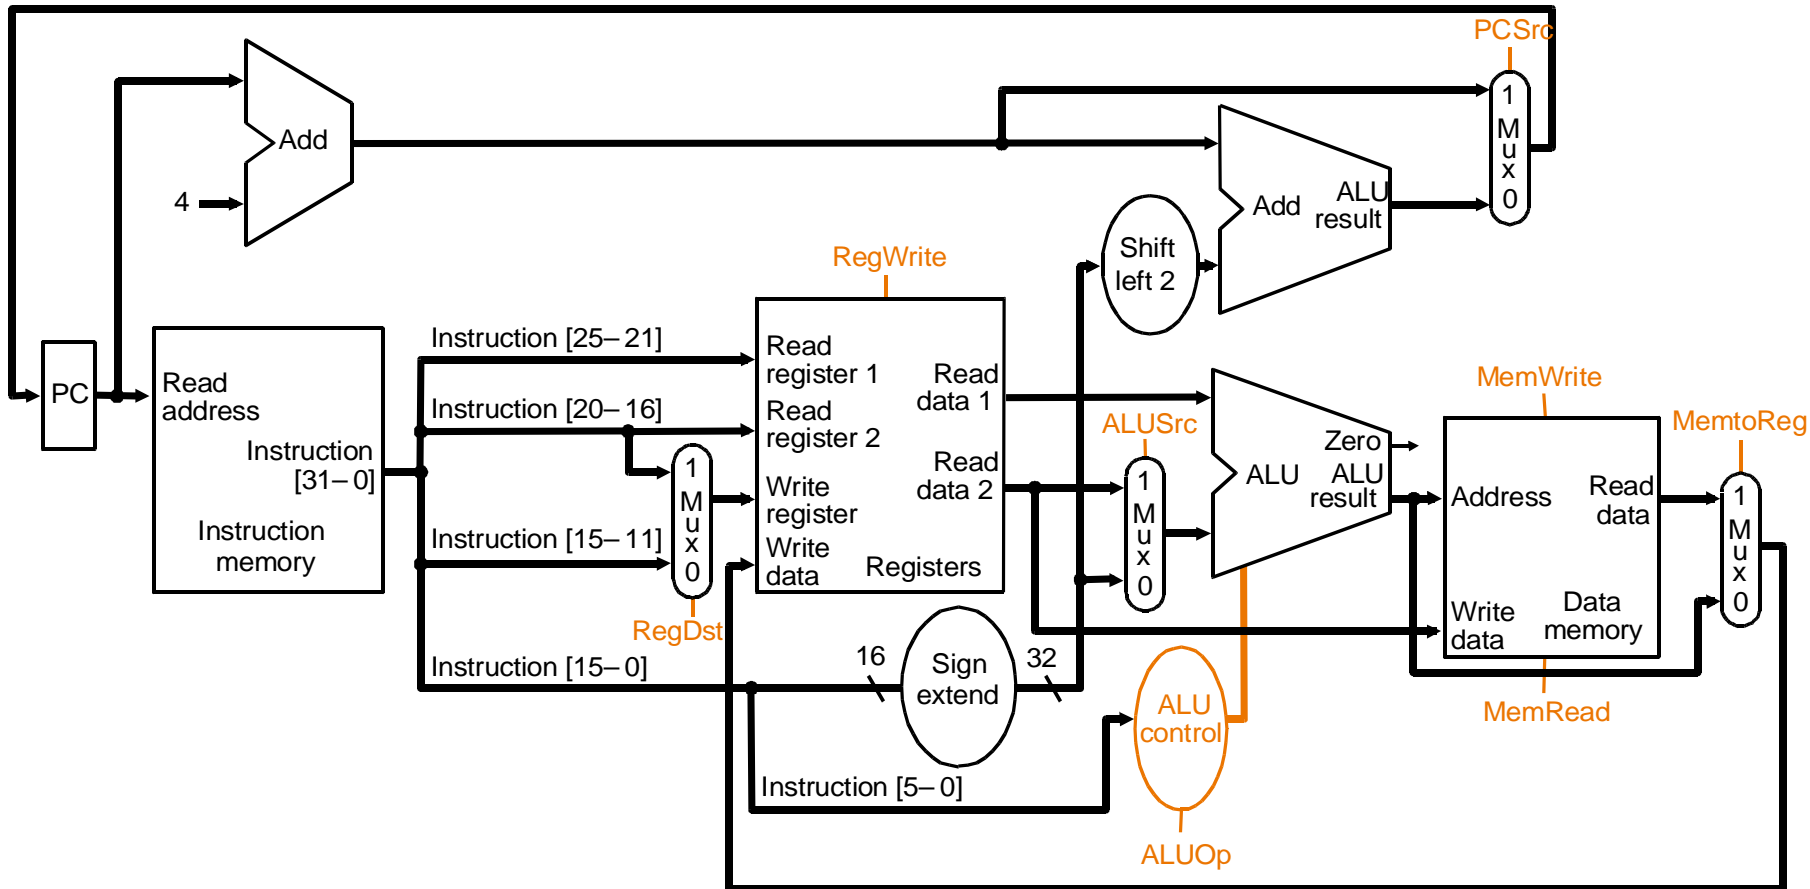 PCSrc
1
M
u
x
0
Add
4
Add
ALU
result
Shift
left 2
RegWrite
PC
Read
address
Instruction
[31–0]
Instruction
memory
Instruction [25–21]
Instruction [20–16]
Instruction [15–11]
Instruction [15–0]
1
M
u
x
0
RegDst
Read
register 1
Read
register 2
Write
register
Write
data
Read
data 1
Read
data 2
Registers
16
Sign
extend
32
Instruction [5–0]
ALUSrc
1
M
u
x
0
Zero
ALU
ALU
result
ALU
control
ALUOp
MemWrite
Address
Read
data
Write
data
Data
memory
MemRead
MemtoReg
1
M
u
x
0